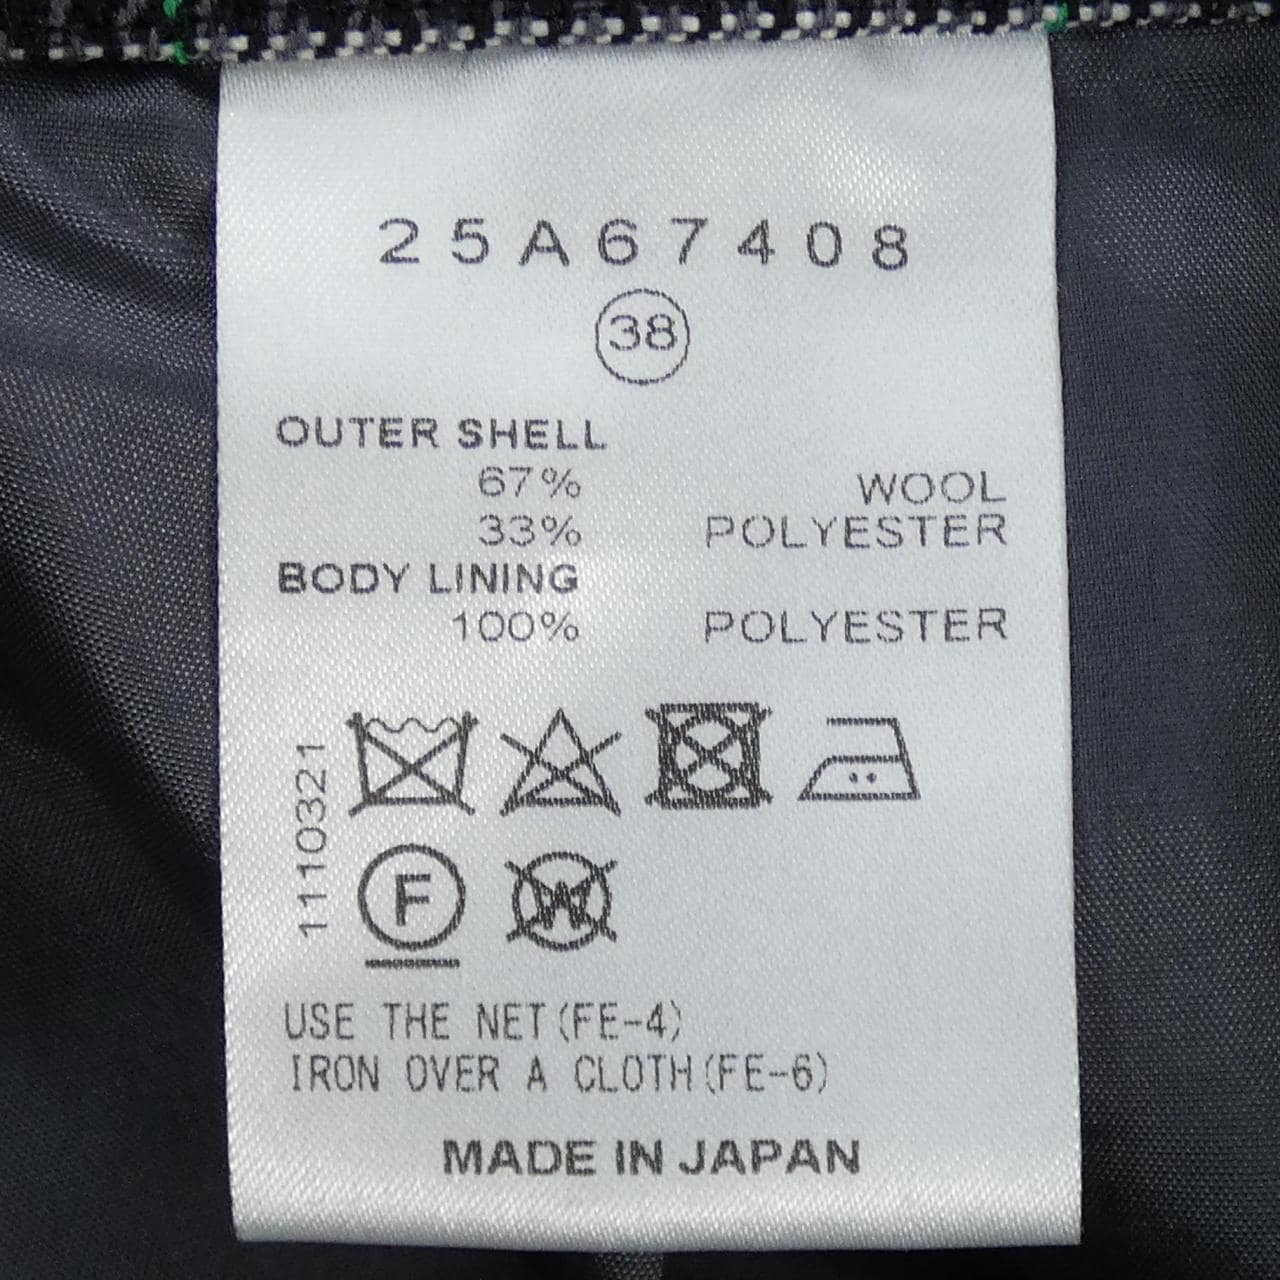 25A67408
38
OUTER SHELL
67% WOOL
33% POLYESTER
BODY LINING
100% POLYESTER
1110321
F W
USE THE NET(FE-4)
IRON OVER A CLOTH(FE-6)
MADE IN JAPAN